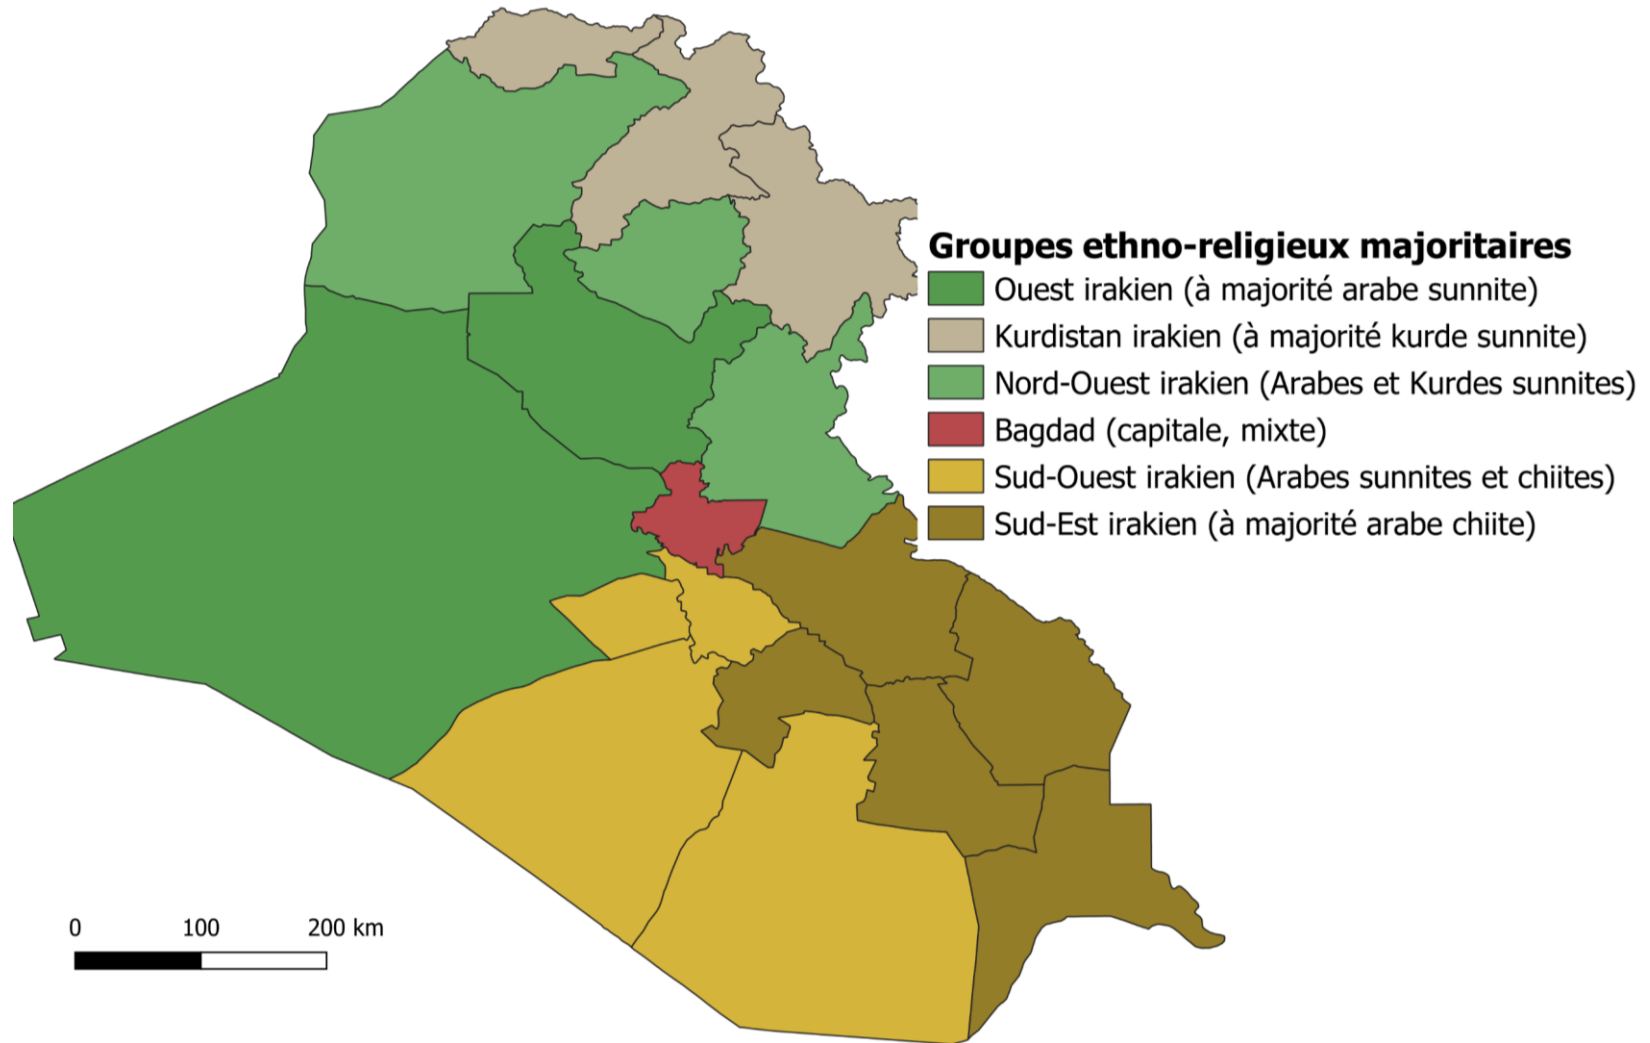 Groupes ethno-religieux majoritaires
Ouest irakien (à majorité arabe sunnite)
Kurdistan irakien (à majorité kurde sunnite)
Nord-Ouest irakien (Arabes et Kurdes sunnites)
Bagdad (capitale, mixte)
Sud-Ouest irakien (Arabes sunnites et chiites)
Sud-Est irakien (à majorité arabe chiite)
0 100 200 km